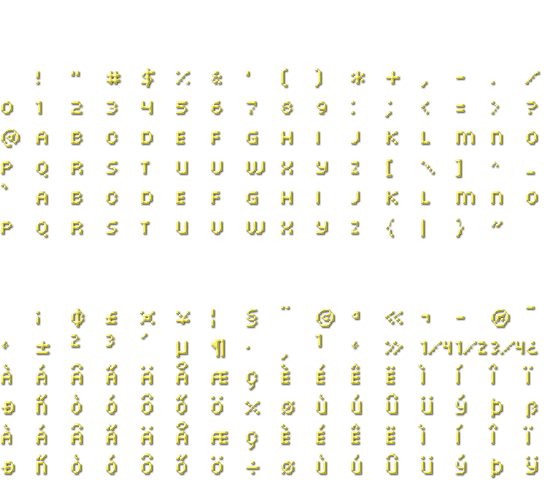 ! " # $ % & ' ( ) * + , - . /
0 1 2 3 4 5 6 7 8 9 : ; < = > ?
@ A B C D E F G H I J K L M N O
P Q R S T U V W X Y Z [ \ ] ^ _
` A B C D E F G H I J K L M N O
P Q R S T U V W X Y Z { | } ~
¡ ¢ £ ¤ ¥ ¦ § ¨ © ª « ¬ - ® ¯
° ± ² ³ ´ µ ¶ · ¸ ¹ º » 1/4 1/2 3/4 ¿
À Á Â Ã Ä Å Æ Ç È É Ê Ë Ì Í Î Ï
Ð Ñ Ò Ó Ô Õ Ö × Ø Ù Ú Û Ü Ý Þ ß
À Á Â Ã Ä Å Æ Ç È É Ê Ë Ì Í Î Ï
Ð Ñ Ò Ó Ô Õ Ö ÷ Ø Ù Ú Û Ü Ý Þ Ÿ